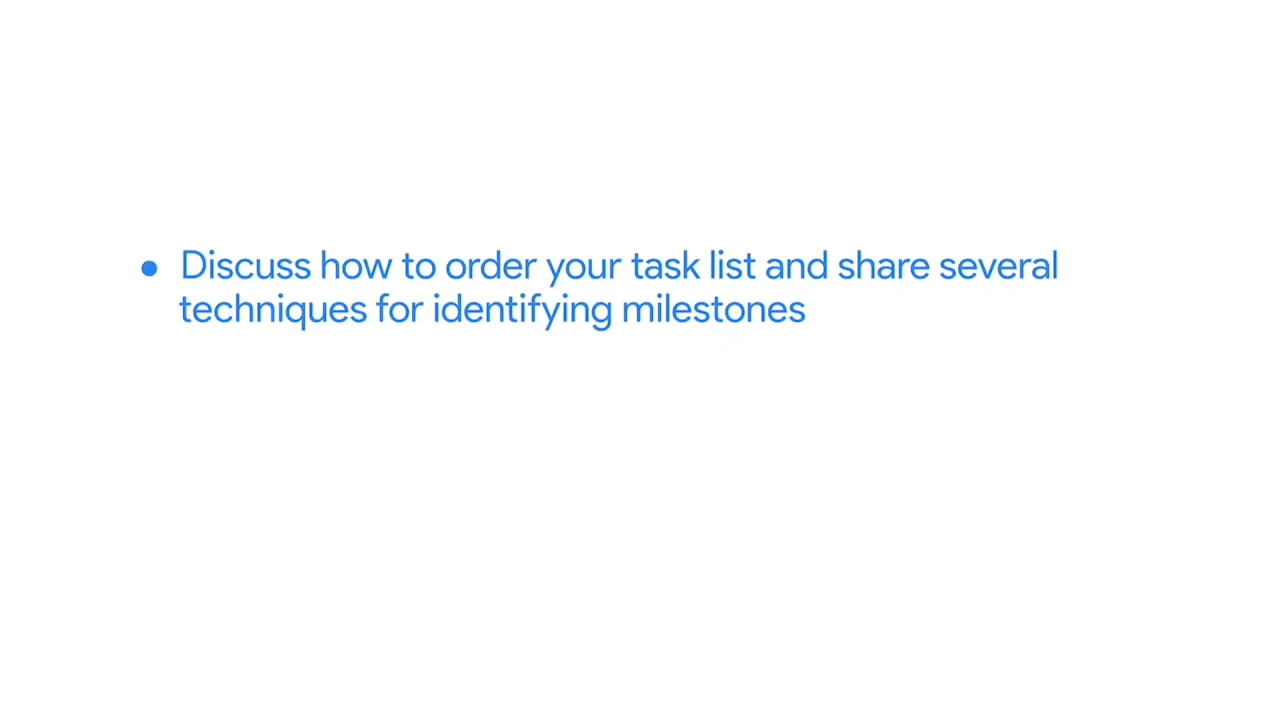 • Discuss how to order your task list and share several
techniques for identifying milestones